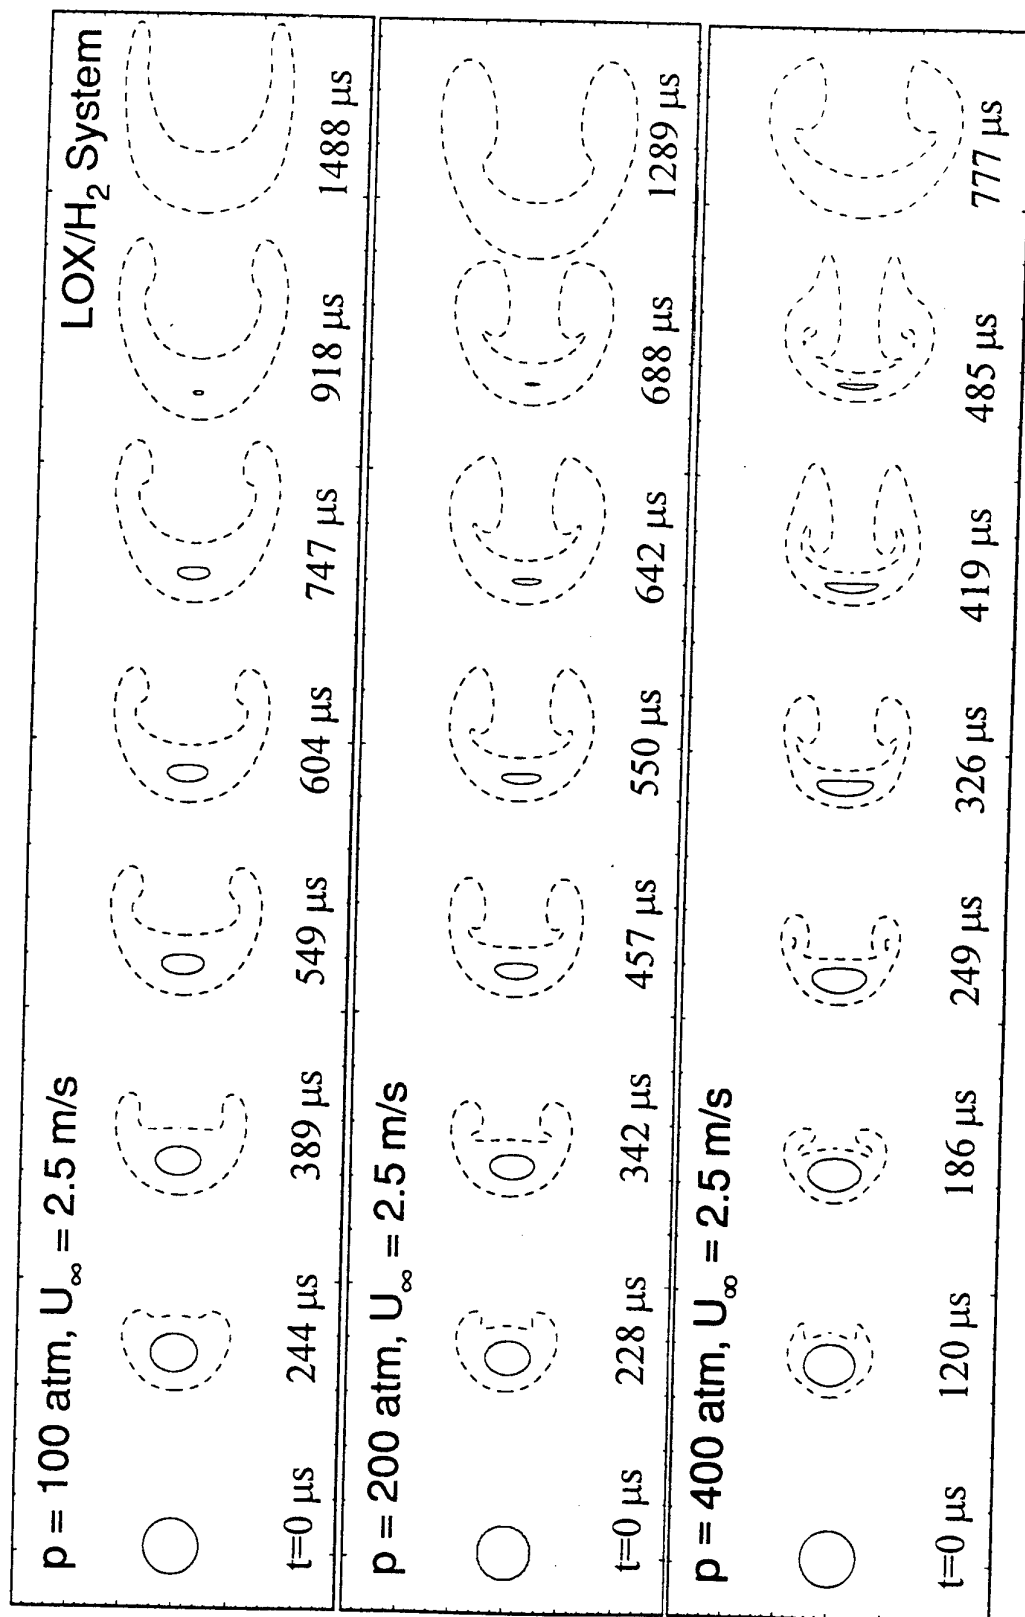 LOX/H₂ System
p = 100 atm, U∞ = 2.5 m/s
t=0 μs 244 μs 389 μs 549 μs 604 μs 747 μs 918 μs 1488 μs
p = 200 atm, U∞ = 2.5 m/s
t=0 μs 228 μs 342 μs 457 μs 550 μs 642 μs 688 μs 1289 μs
p = 400 atm, U∞ = 2.5 m/s
t=0 μs 120 μs 186 μs 249 μs 326 μs 419 μs 485 μs 777 μs